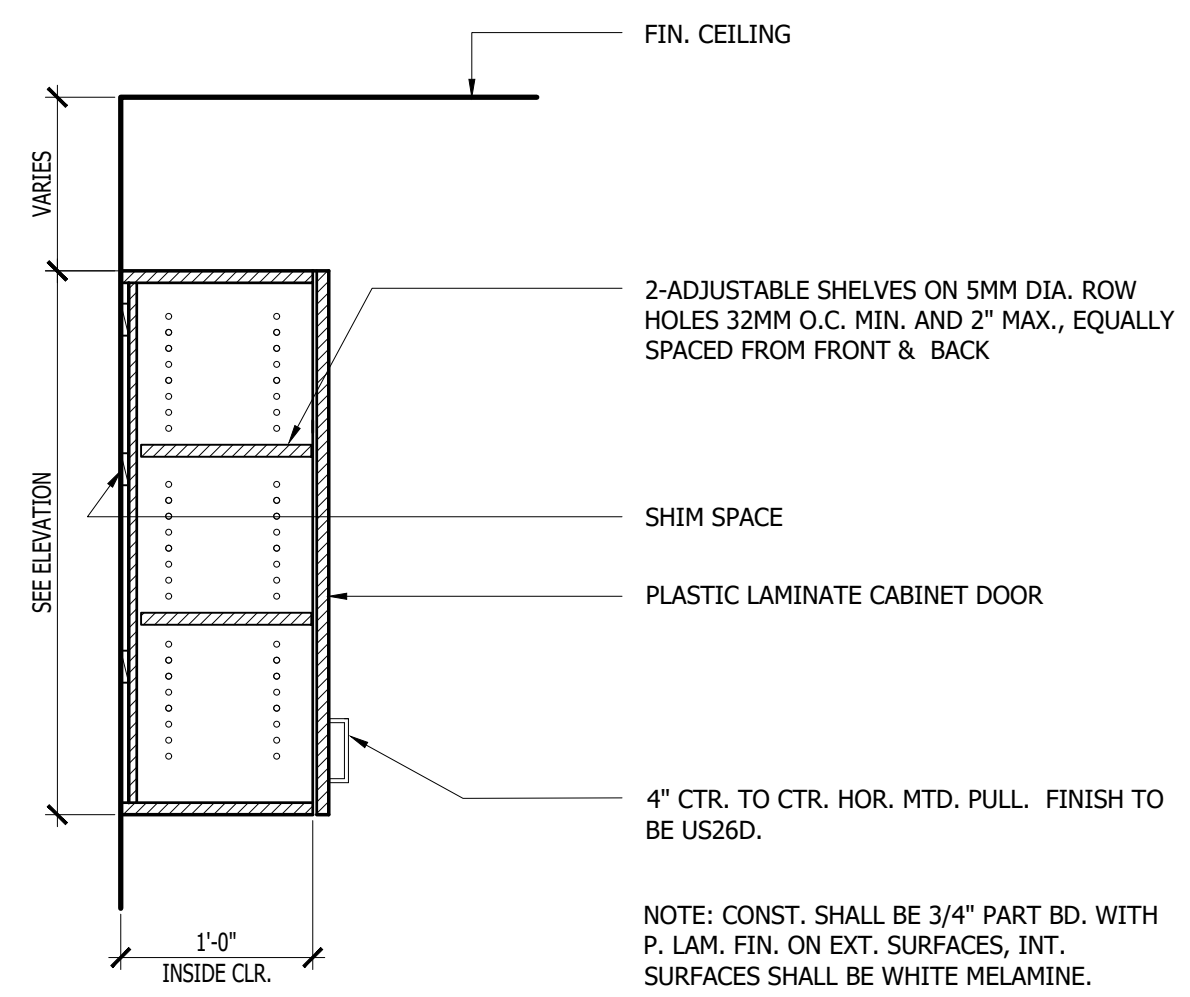 FIN. CEILING
VARIES
2-ADJUSTABLE SHELVES ON 5MM DIA. ROW
HOLES 32MM O.C. MIN. AND 2" MAX., EQUALLY
SPACED FROM FRONT & BACK
SEE ELEVATION
SHIM SPACE
PLASTIC LAMINATE CABINET DOOR
4" CTR. TO CTR. HOR. MTD. PULL. FINISH TO
BE US26D.
1'-0"
INSIDE CLR.
NOTE: CONST. SHALL BE 3/4" PART BD. WITH
P. LAM. FIN. ON EXT. SURFACES, INT.
SURFACES SHALL BE WHITE MELAMINE.